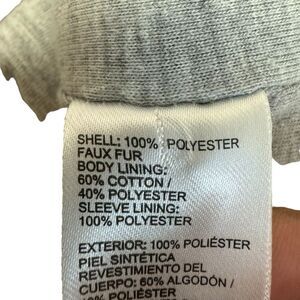 SHELL: 100% POLYESTER
FAUX FUR
BODY LINING:
60% COTTON /
40% POLYESTER
SLEEVE LINING:
100% POLYESTER
EXTERIOR: 100% POLIÉSTER
PIEL SINTÉTICA
REVESTIMIENTO DEL
CUERPO: 60% ALGODÓN /
POLIÉSTER